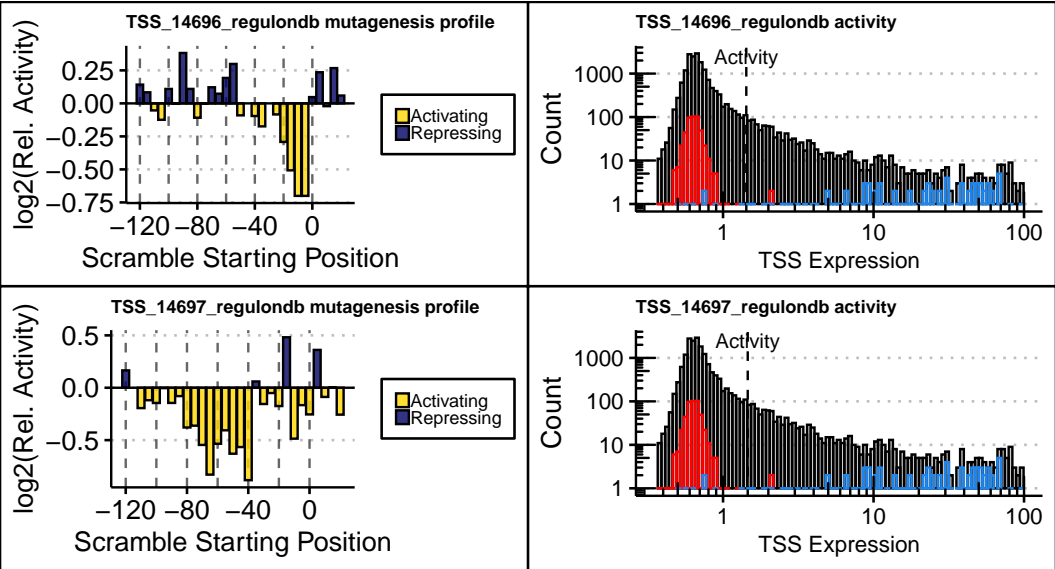 TSS_14696_regulondb mutagenesis profile
log2(Rel. Activity)
0.25
0.00
−0.25
−0.50
−0.75
−120
−80
−40
0
Scramble Starting Position
Activating
Repressing
TSS_14696_regulondb activity
Activity
Count
1000
100
10
1
1
10
100
TSS Expression
TSS_14697_regulondb mutagenesis profile
log2(Rel. Activity)
0.5
0.0
−0.5
−120
−80
−40
0
Scramble Starting Position
Activating
Repressing
TSS_14697_regulondb activity
Activity
Count
1000
100
10
1
1
10
100
TSS Expression